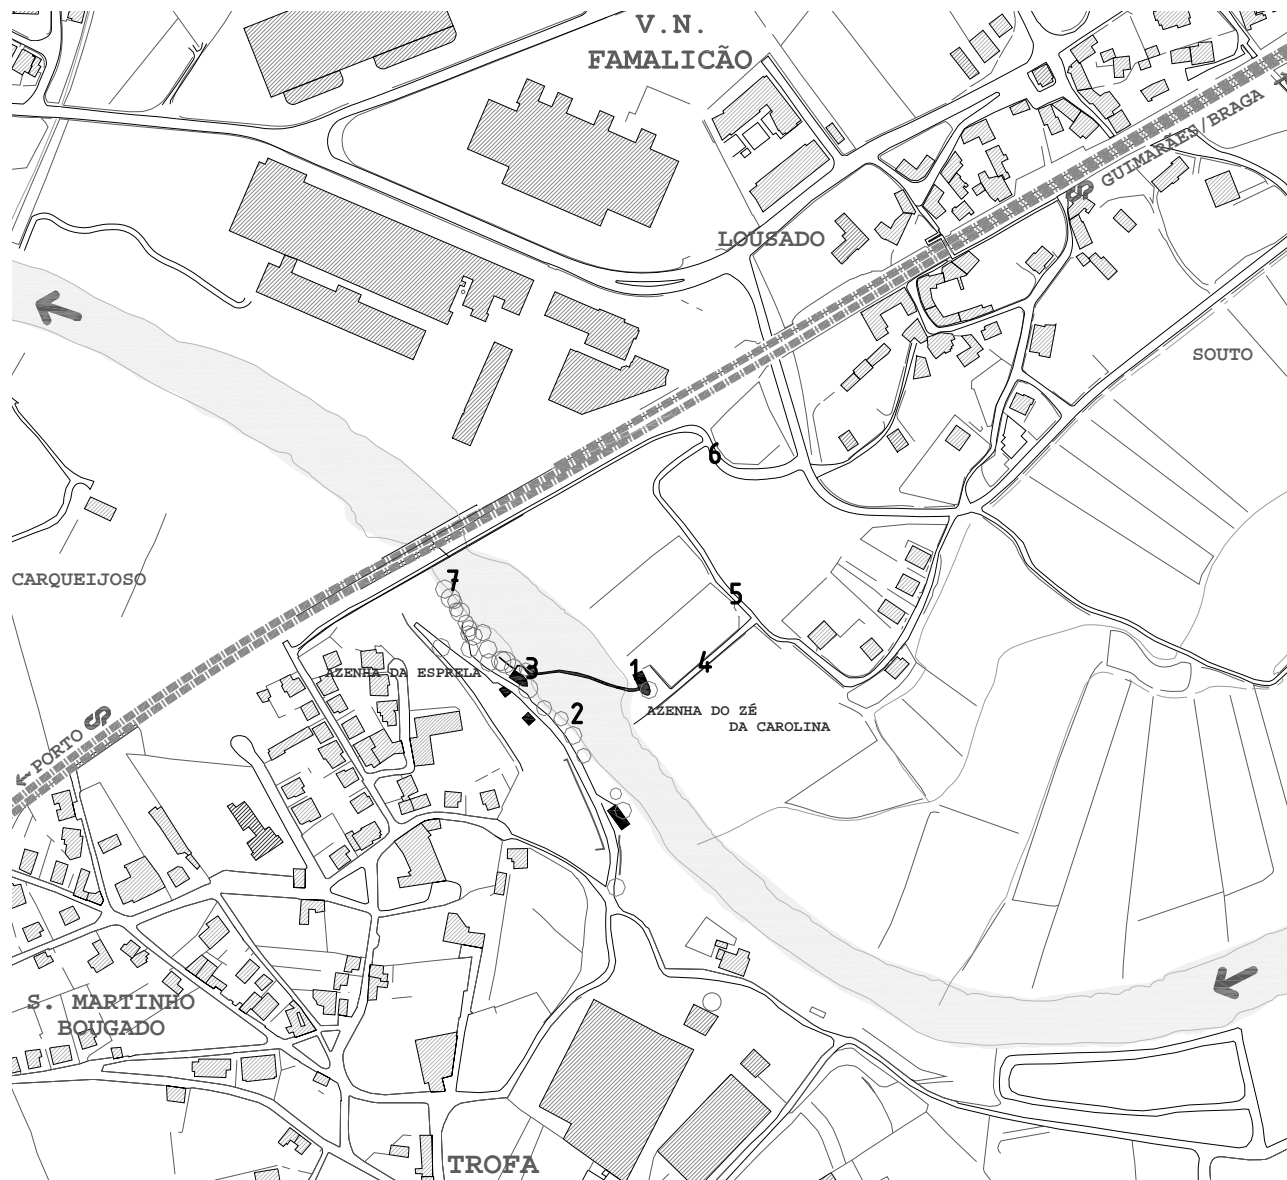 V.N.
FAMALICÃO
GUIMARÃES/BRAGA
LOUSADO
SOUTO
6
CARQUEIJOSO
7
5
AZENHA DA ESPRELA
3
1
4
2
AZENHA DO ZÉ
DA CAROLINA
← PORTO
S. MARTINHO
BOUGADO
TROFA